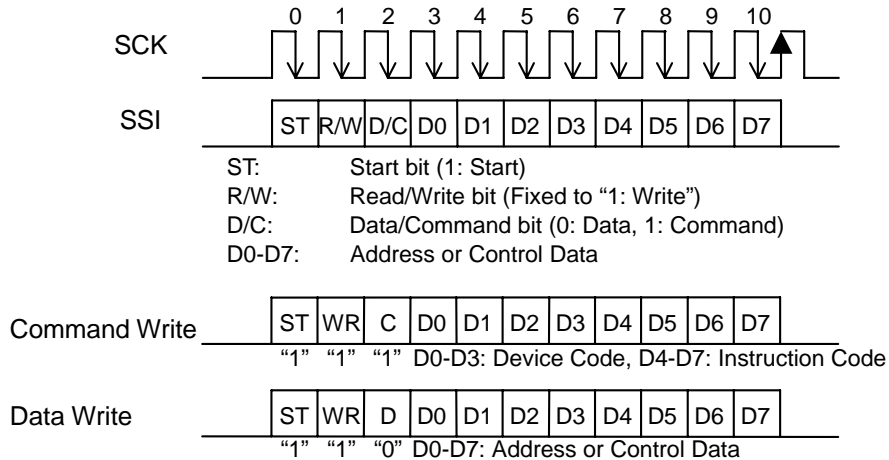 0 1 2 3 4 5 6 7 8 9 10
SCK
SSI ST R/W D/C D0 D1 D2 D3 D4 D5 D6 D7
ST: Start bit (1: Start)
R/W: Read/Write bit (Fixed to “1: Write”)
D/C: Data/Command bit (0: Data, 1: Command)
D0-D7: Address or Control Data
Command Write ST WR C D0 D1 D2 D3 D4 D5 D6 D7
“1” “1” “1” D0-D3: Device Code, D4-D7: Instruction Code
Data Write ST WR D D0 D1 D2 D3 D4 D5 D6 D7
“1” “1” “0” D0-D7: Address or Control Data